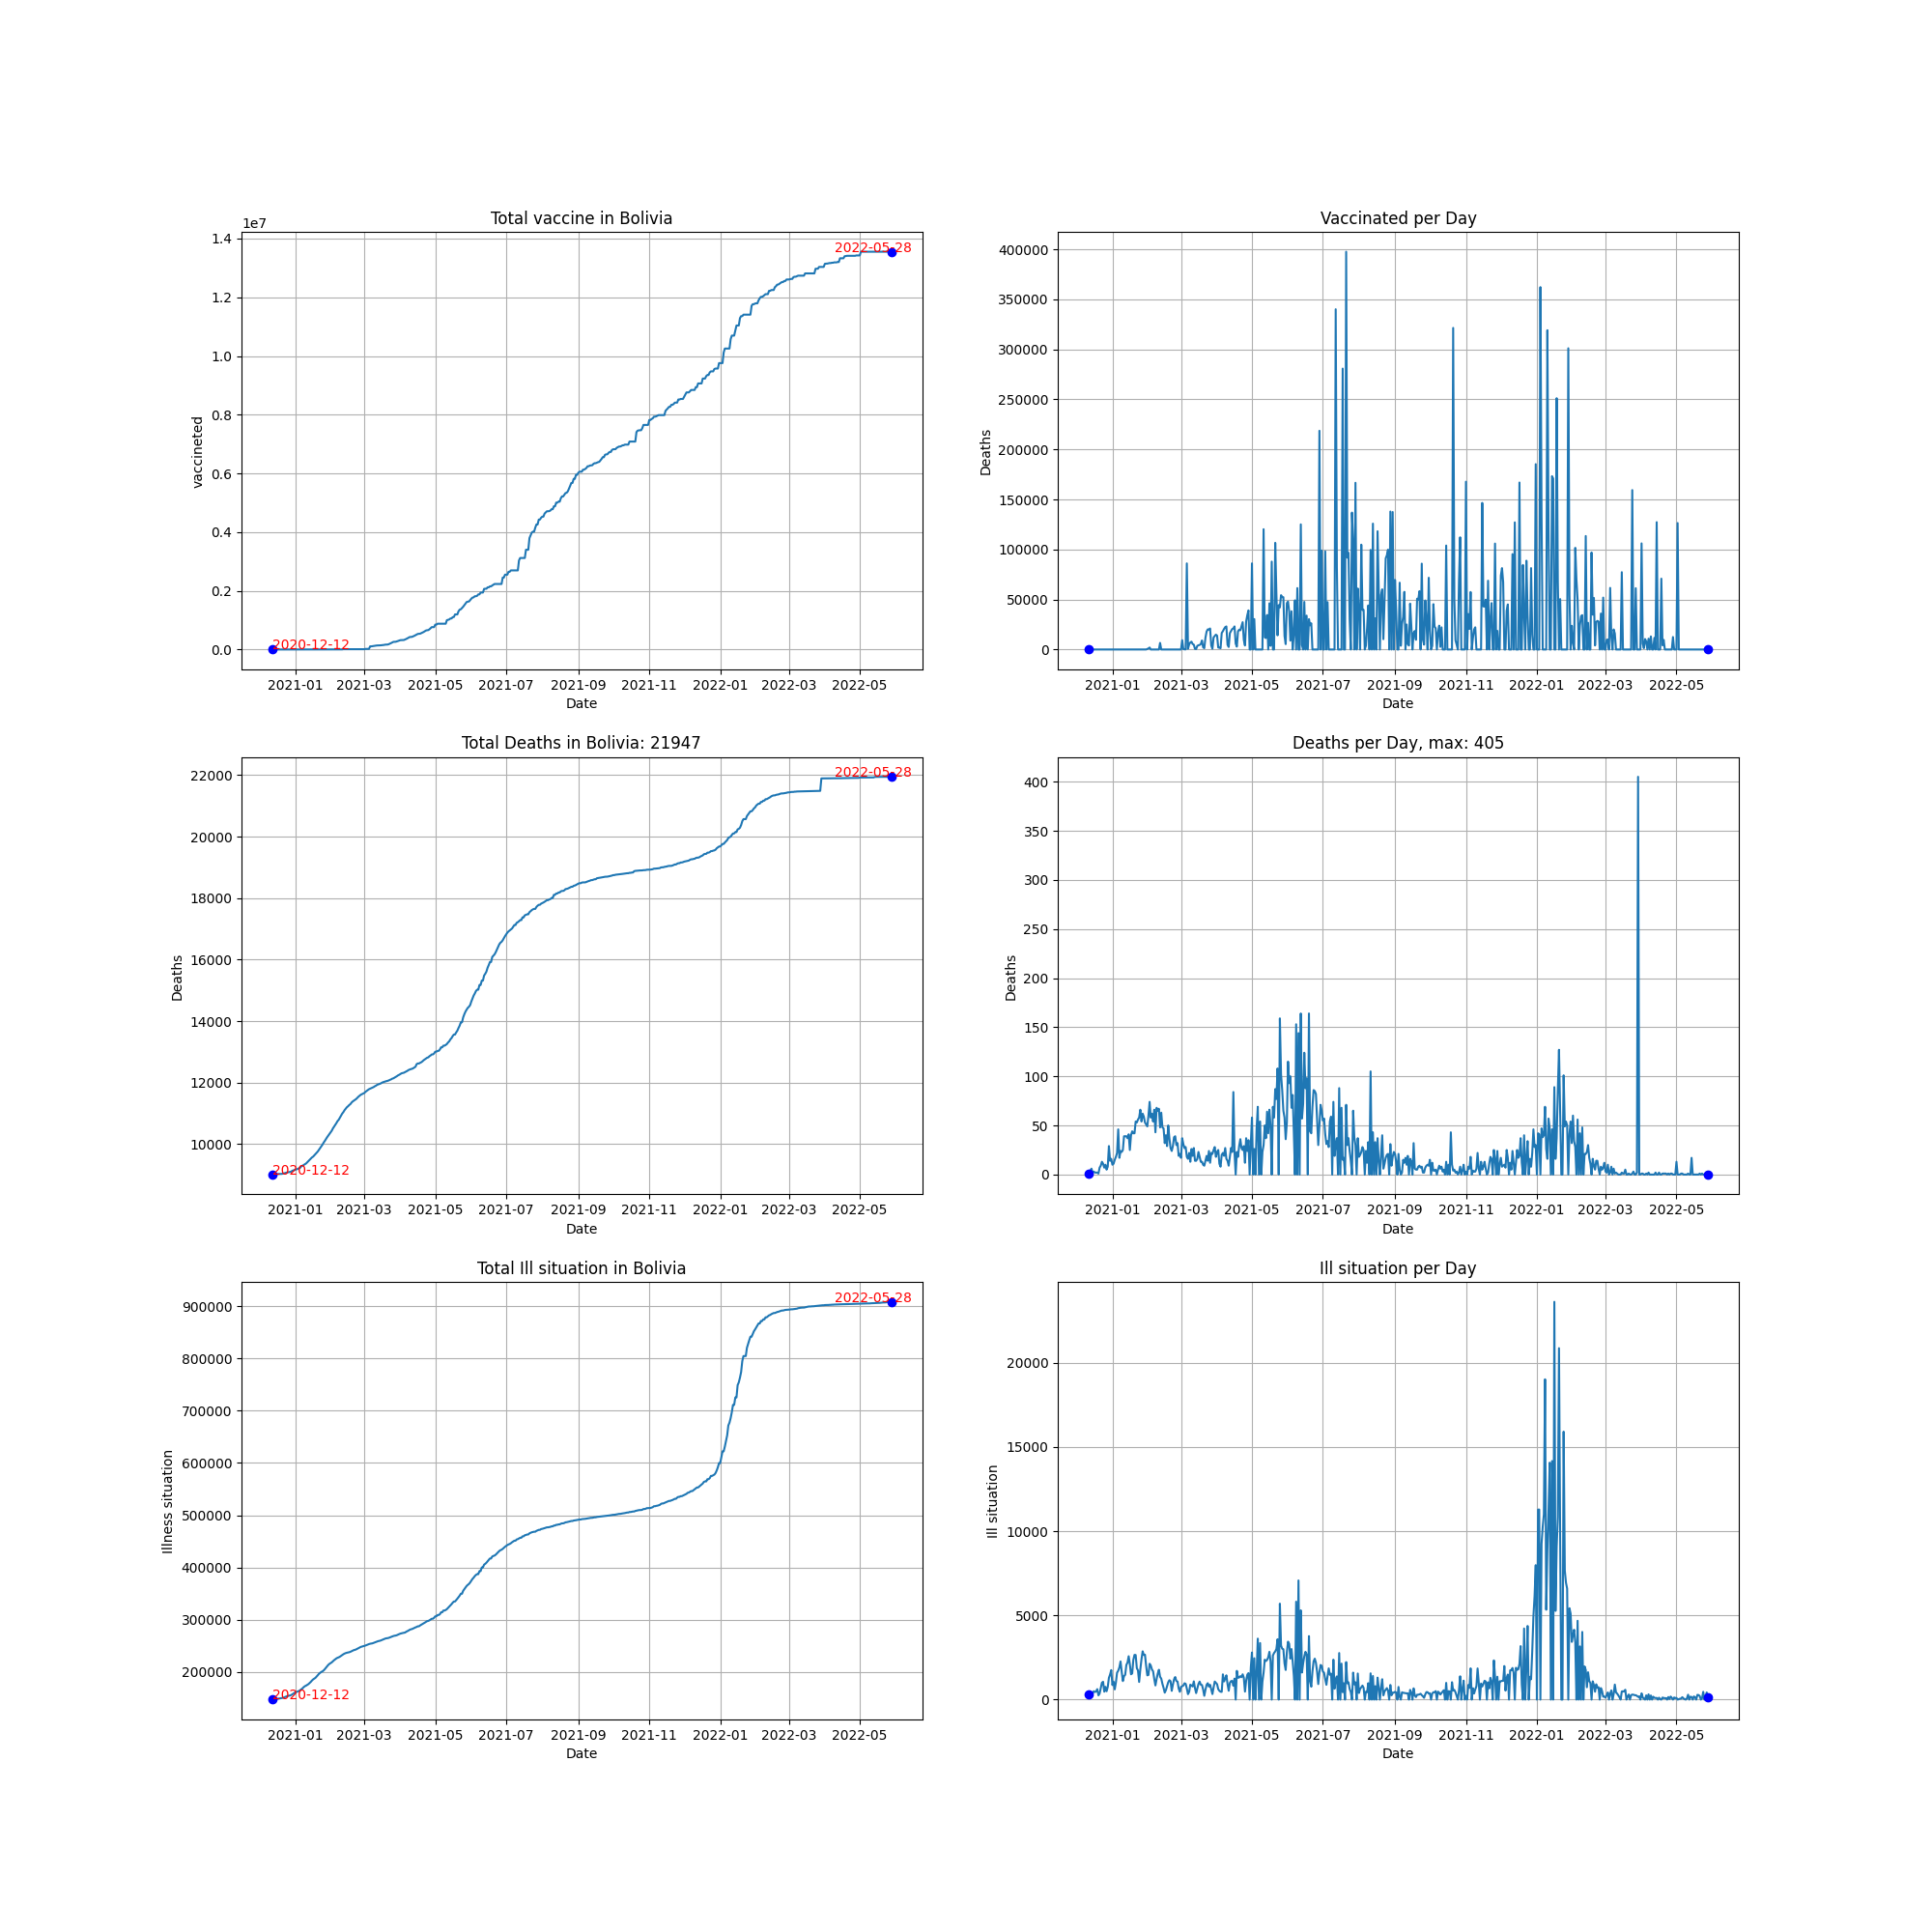 Total vaccine in Bolivia
1e7
1.4
1.2
1.0
0.8
0.6
0.4
0.2
0.0
vaccineted
2020-12-12
2022-05-28
2021-01 2021-03 2021-05 2021-07 2021-09 2021-11 2022-01 2022-03 2022-05
Date
Vaccinated per Day
400000
350000
300000
250000
200000
150000
100000
50000
0
Deaths
2021-01 2021-03 2021-05 2021-07 2021-09 2021-11 2022-01 2022-03 2022-05
Date
Total Deaths in Bolivia: 21947
22000
20000
18000
16000
14000
12000
10000
Deaths
2020-12-12
2022-05-28
2021-01 2021-03 2021-05 2021-07 2021-09 2021-11 2022-01 2022-03 2022-05
Date
Deaths per Day, max: 405
400
350
300
250
200
150
100
50
0
Deaths
2021-01 2021-03 2021-05 2021-07 2021-09 2021-11 2022-01 2022-03 2022-05
Date
Total Ill situation in Bolivia
900000
800000
700000
600000
500000
400000
300000
200000
Illness situation
2020-12-12
2022-05-28
2021-01 2021-03 2021-05 2021-07 2021-09 2021-11 2022-01 2022-03 2022-05
Date
Ill situation per Day
20000
15000
10000
5000
0
Ill situation
2021-01 2021-03 2021-05 2021-07 2021-09 2021-11 2022-01 2022-03 2022-05
Date